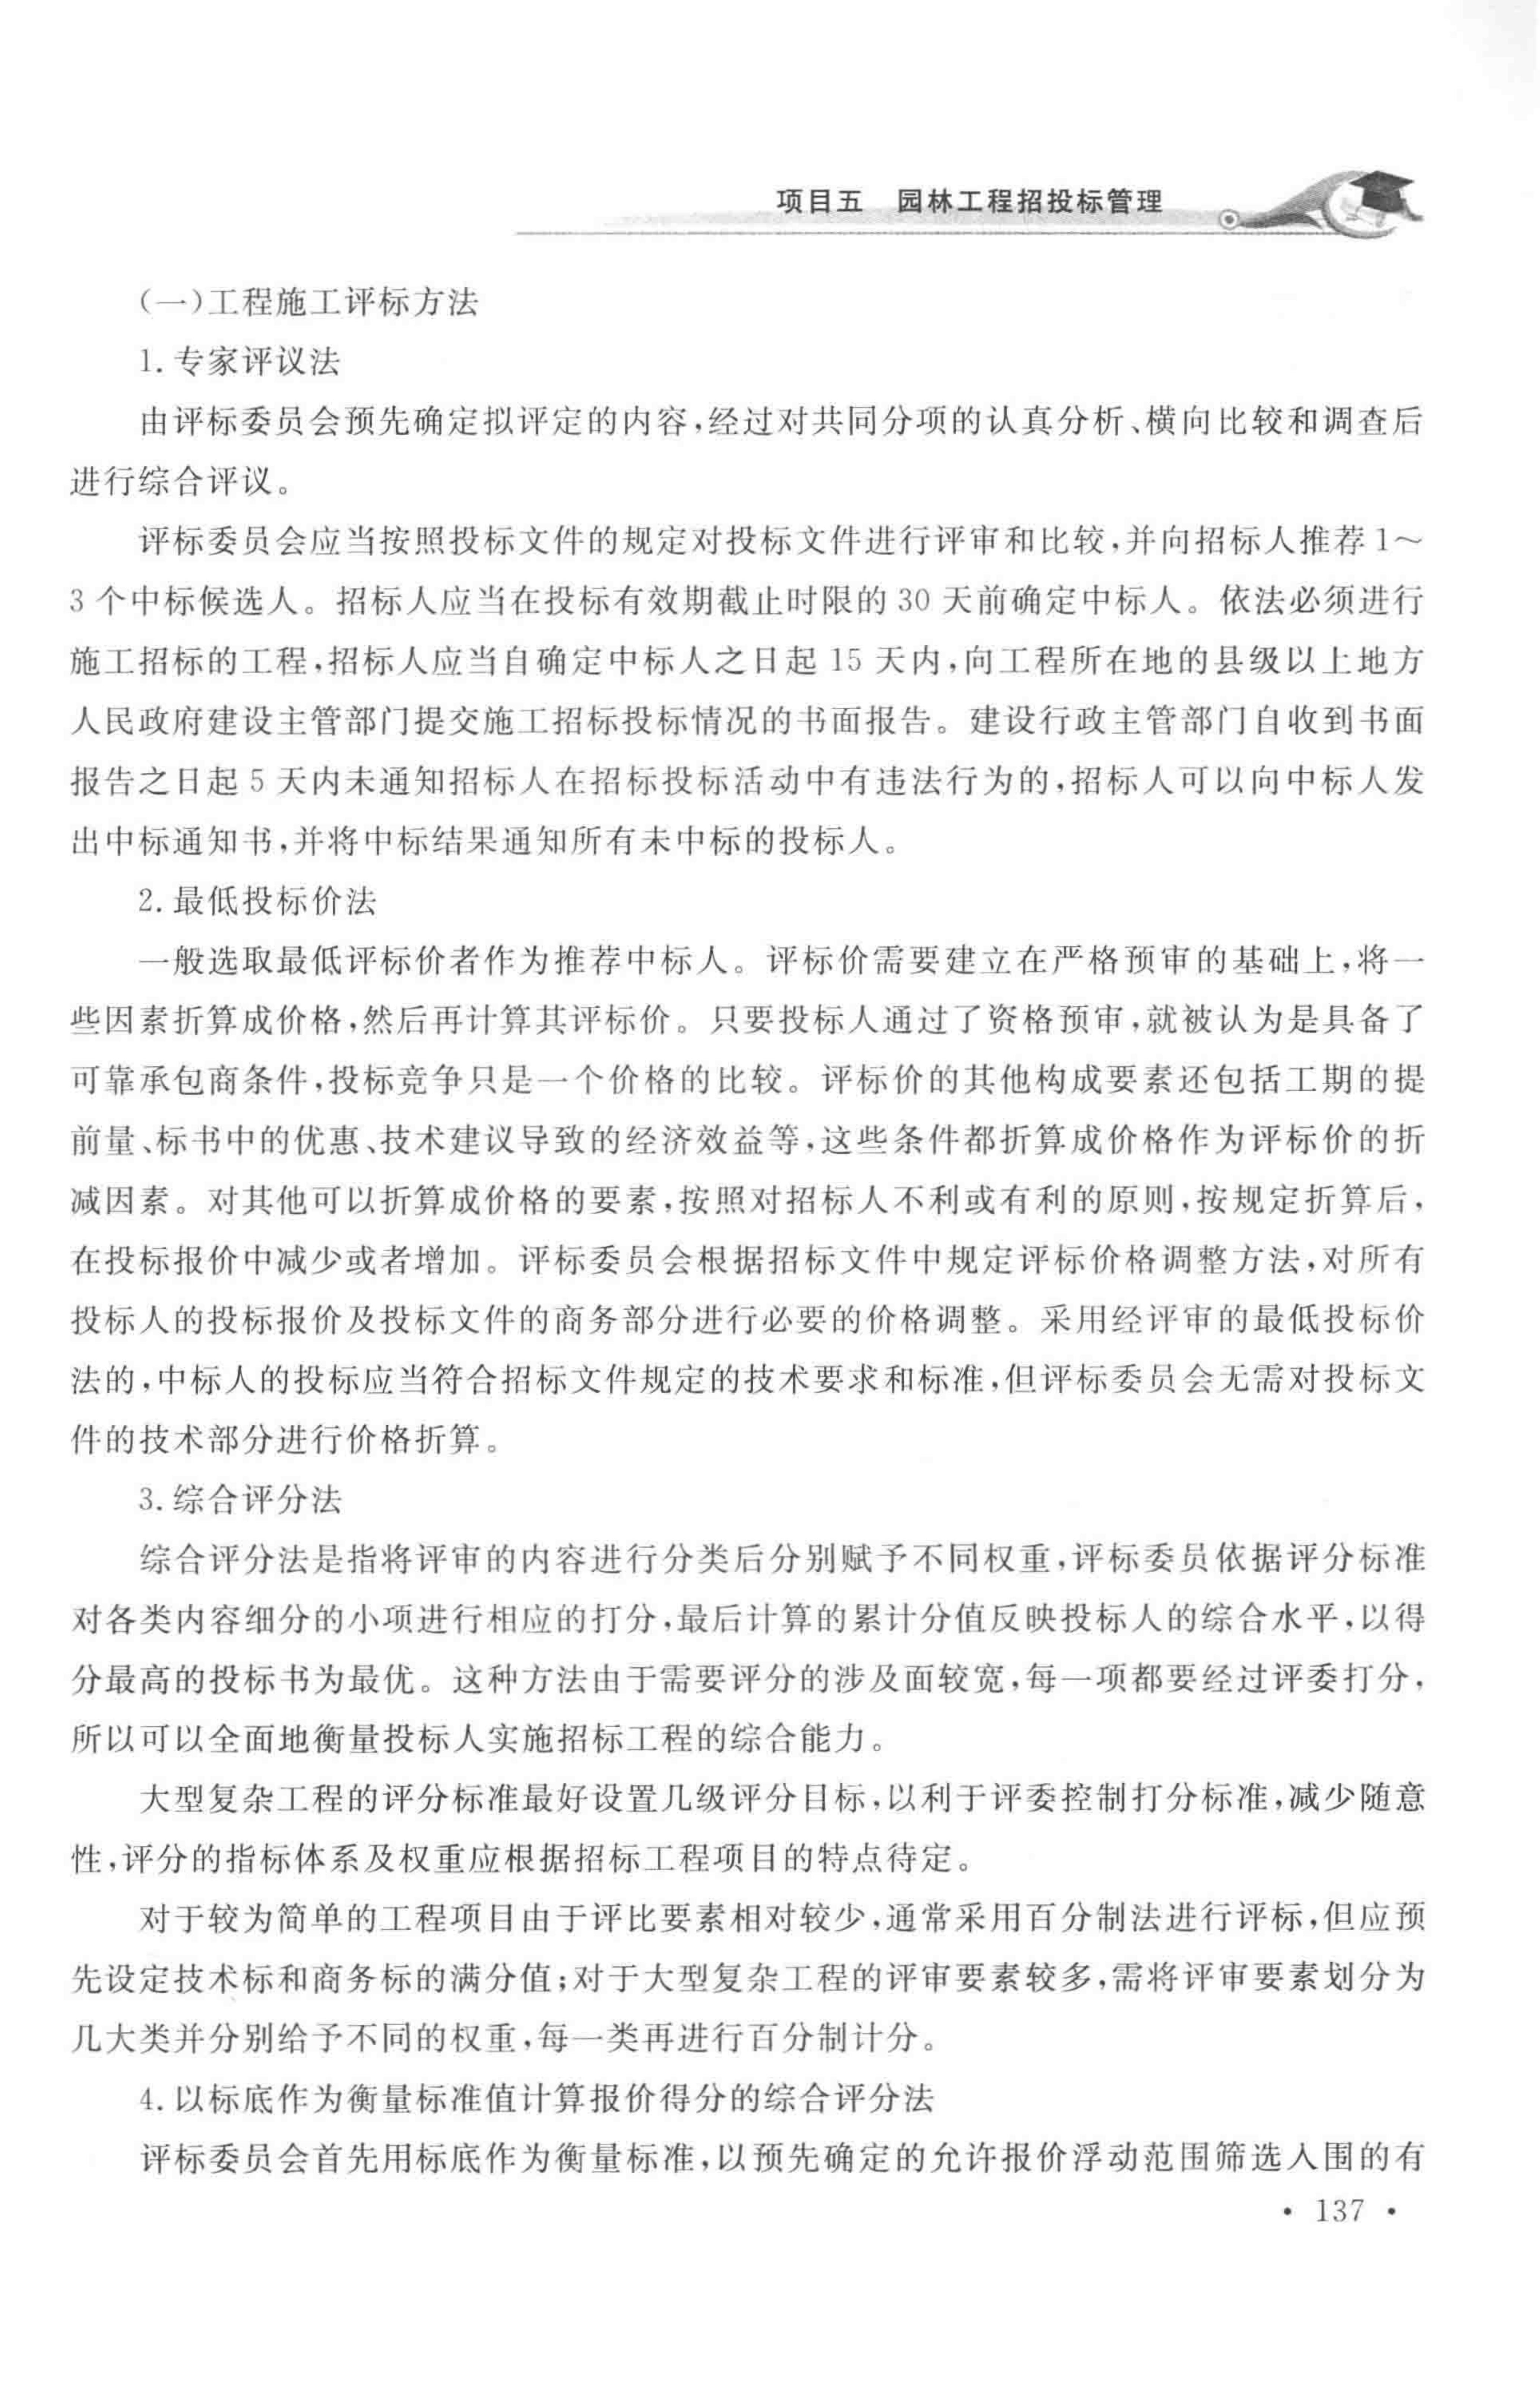 项目五 园林工程招投标管理
(一)工程施工评标方法
1.专家评议法
由评标委员会预先确定拟评定的内容,经过对共同分项的认真分析、横向比较和调查后
进行综合评议。
评标委员会应当按照投标文件的规定对投标文件进行评审和比较,并向招标人推荐1～
3个中标候选人。招标人应当在投标有效期截止时限的30天前确定中标人。依法必须进行
施工招标的工程,招标人应当自确定中标人之日起15天内,向工程所在地的县级以上地方
人民政府建设主管部门提交施工招标投标情况的书面报告。建设行政主管部门自收到书面
报告之日起5天内未通知招标人在招标投标活动中有违法行为的,招标人可以向中标人发
出中标通知书,并将中标结果通知所有未中标的投标人。
2.最低投标价法
一般选取最低评标价者作为推荐中标人。评标价需要建立在严格预审的基础上,将一
些因素折算成价格,然后再计算其评标价。只要投标人通过了资格预审,就被认为是具备了
可靠承包商条件,投标竞争只是一个价格的比较。评标价的其他构成要素还包括工期的提
前量、标书中的优惠、技术建议导致的经济效益等,这些条件都折算成价格作为评标价的折
减因素。对其他可以折算成价格的要素,按照对招标人不利或有利的原则,按规定折算后,
在投标报价中减少或者增加。评标委员会根据招标文件中规定评标价格调整方法,对所有
投标人的投标报价及投标文件的商务部分进行必要的价格调整。采用经评审的最低投标价
法的,中标人的投标应当符合招标文件规定的技术要求和标准,但评标委员会无需对投标文
件的技术部分进行价格折算。
3.综合评分法
综合评分法是指将评审的内容进行分类后分别赋予不同权重,评标委员依据评分标准
对各类内容细分的小项进行相应的打分,最后计算的累计分值反映投标人的综合水平,以得
分最高的投标书为最优。这种方法由于需要评分的涉及面较宽,每一项都要经过评委打分,
所以可以全面地衡量投标人实施招标工程的综合能力。
大型复杂工程的评分标准最好设置几级评分目标,以利于评委控制打分标准,减少随意
性,评分的指标体系及权重应根据招标工程项目的特点待定。
对于较为简单的工程项目由于评比要素相对较少,通常采用百分制法进行评标,但应预
先设定技术标和商务标的满分值;对于大型复杂工程的评审要素较多,需将评审要素划分为
几大类并分别给予不同的权重,每一类再进行百分制计分。
4.以标底作为衡量标准值计算报价得分的综合评分法
评标委员会首先用标底作为衡量标准,以预先确定的允许报价浮动范围筛选入围的有
• 137 •